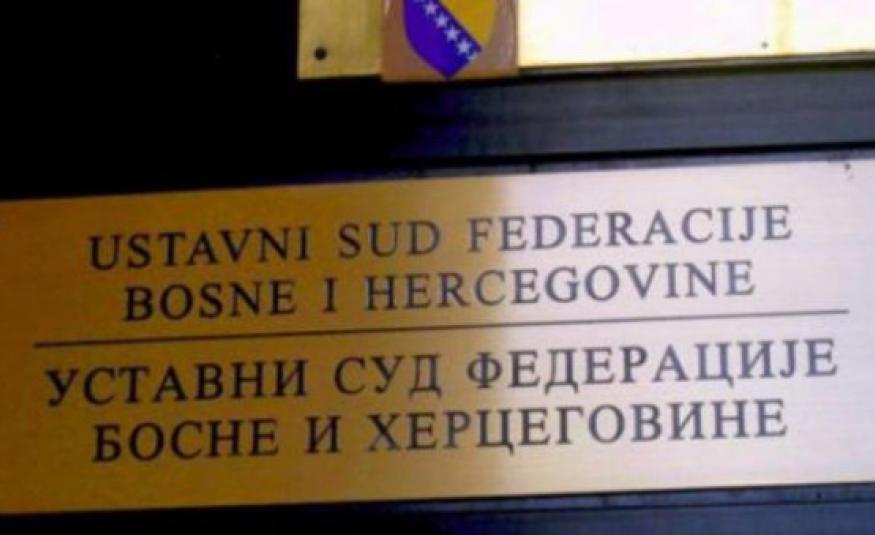 USTAVNI SUD FEDERACIJE
BOSNE I HERCEGOVINE
УСТАВНИ СУД ФЕДЕРАЦИЈЕ
БОСНЕ И ХЕРЦЕГОВИНЕ